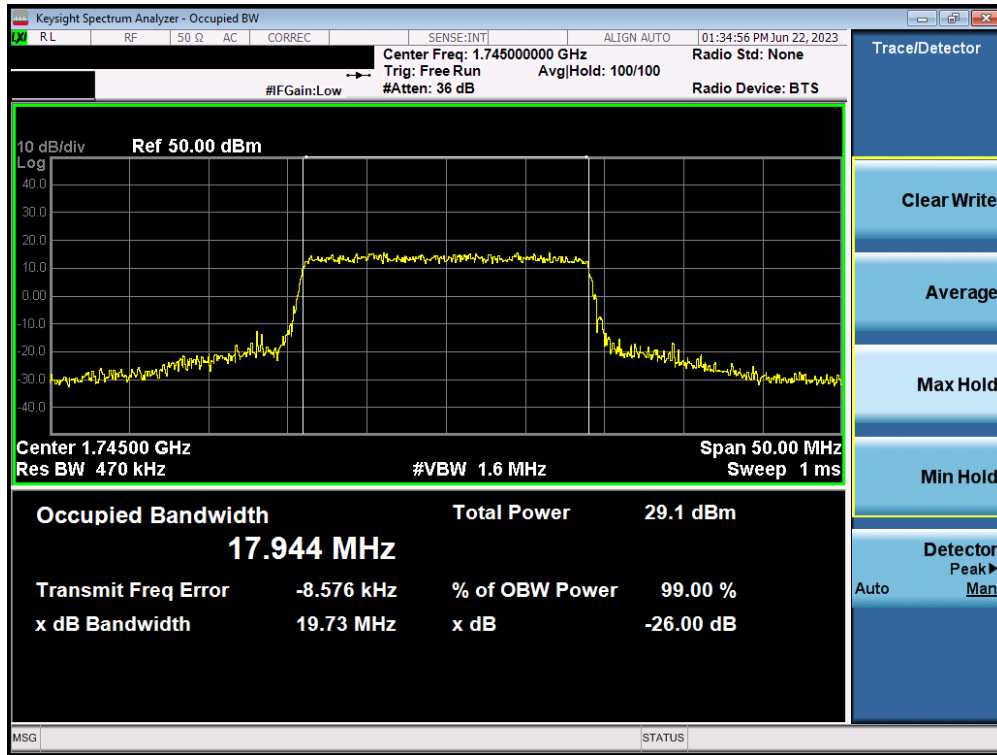 Keysight Spectrum Analyzer - Occupied BW
LXI RL RF 50 Ω AC CORREC SENSE:INT ALIGN AUTO 01:34:56 PM Jun 22, 2023
Center Freq: 1.745000000 GHz Radio Std: None
Trig: Free Run Avg|Hold: 100/100
#IFGain:Low #Atten: 36 dB Radio Device: BTS
10 dB/div Ref 50.00 dBm
Log
40.0
30.0
20.0
10.0
0.00
-10.0
-20.0
-30.0
-40.0
Center 1.74500 GHz Span 50.00 MHz
Res BW 470 kHz #VBW 1.6 MHz Sweep 1 ms
Occupied Bandwidth Total Power 29.1 dBm
17.944 MHz
Transmit Freq Error -8.576 kHz % of OBW Power 99.00 %
x dB Bandwidth 19.73 MHz x dB -26.00 dB
MSG STATUS
Trace/Detector
Clear Write
Average
Max Hold
Min Hold
Detector
Peak▶
Auto Man